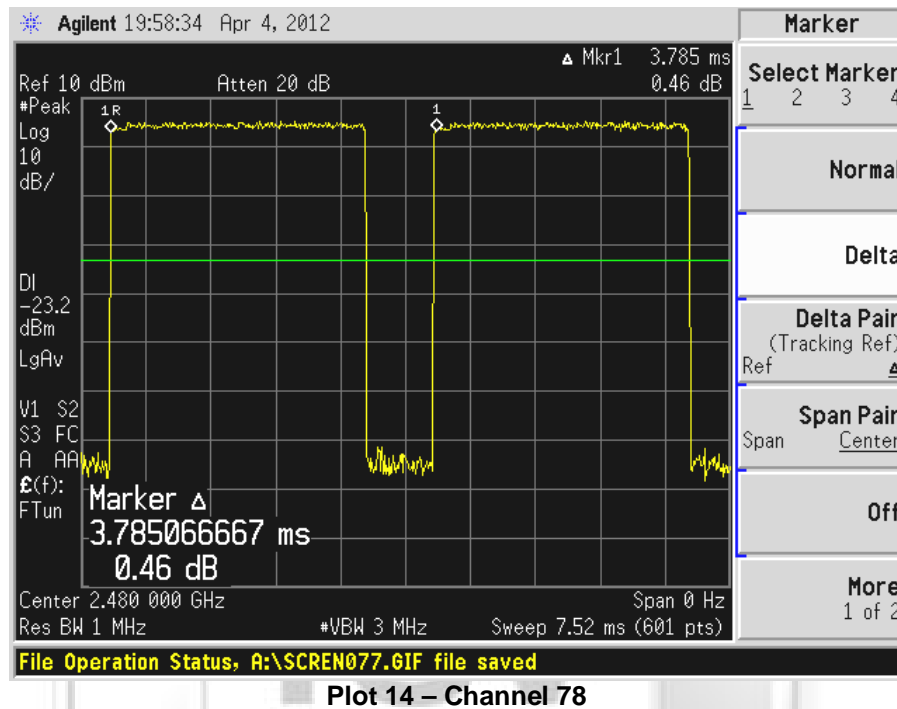 Agilent 19:58:34 Apr 4, 2012
Δ Mkr1 3.785 ms
Ref 10 dBm Atten 20 dB 0.46 dB
#Peak
Log
10
dB/
1R
1
DI
-23.2
dBm
LgAv
V1 S2
S3 FC
A AA
£(f):
FTun
Marker Δ
3.785066667 ms
0.46 dB
Center 2.480 000 GHz Span 0 Hz
Res BW 1 MHz #VBW 3 MHz Sweep 7.52 ms (601 pts)
File Operation Status, A:\SCREN077.GIF file saved
Marker
Select Marker
1 2 3 4
Normal
Delta
Delta Pair
(Tracking Ref)
Ref Δ
Span Pair
Span Center
Off
More
1 of 2
Plot 14 – Channel 78